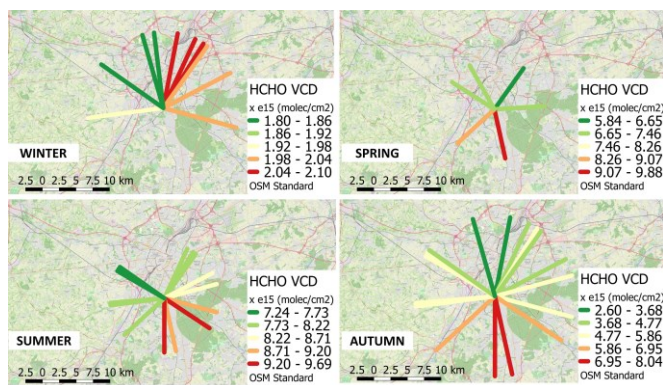 HCHO VCD
x e15 (molec/cm2)
1.80 - 1.86
1.86 - 1.92
1.92 - 1.98
1.98 - 2.04
2.04 - 2.10
OSM Standard
WINTER
2.5 0 2.5 5 7.5 10 km
HCHO VCD
x e15 (molec/cm2)
5.84 - 6.65
6.65 - 7.46
7.46 - 8.26
8.26 - 9.07
9.07 - 9.88
OSM Standard
SPRING
2.5 0 2.5 5 7.5 10 km
HCHO VCD
x e15 (molec/cm2)
7.24 - 7.73
7.73 - 8.22
8.22 - 8.71
8.71 - 9.20
9.20 - 9.69
OSM Standard
SUMMER
2.5 0 2.5 5 7.5 10 km
HCHO VCD
x e15 (molec/cm2)
2.60 - 3.68
3.68 - 4.77
4.77 - 5.86
5.86 - 6.95
6.95 - 8.04
OSM Standard
AUTUMN
2.5 0 2.5 5 7.5 10 km